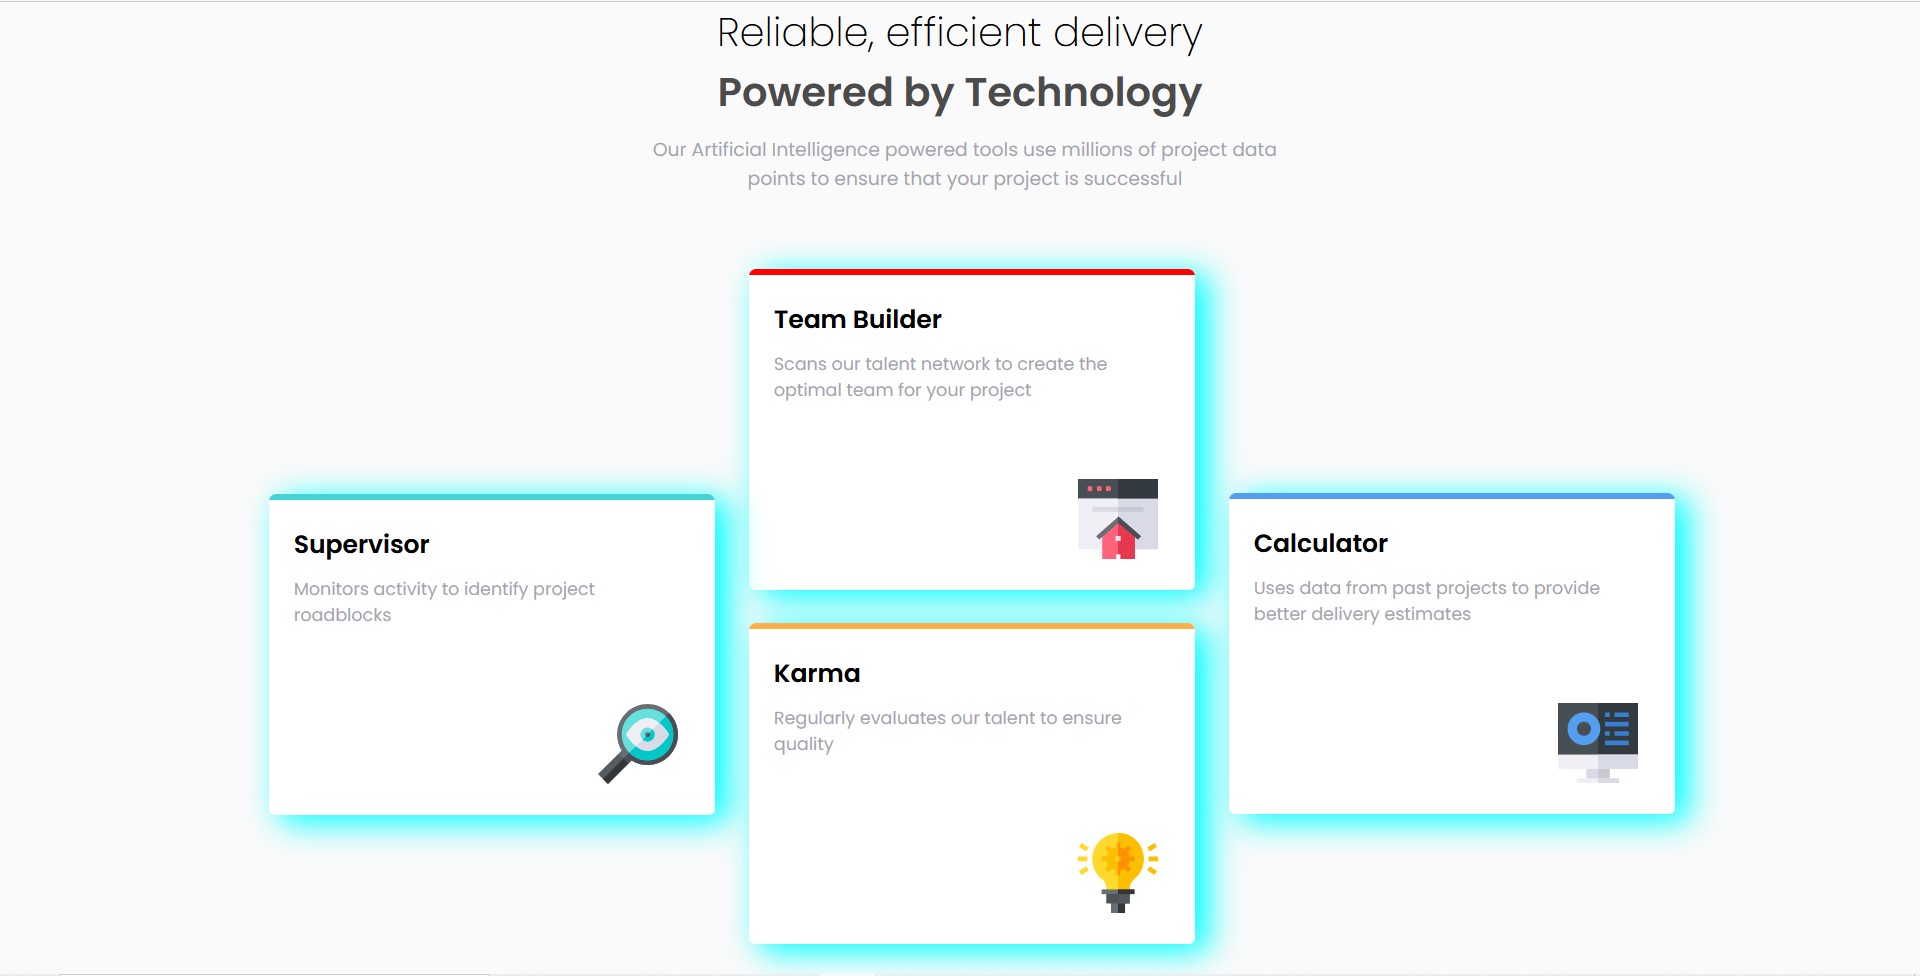 Reliable, efficient delivery
Powered by Technology
Our Artificial Intelligence powered tools use millions of project data
points to ensure that your project is successful
Team Builder
Scans our talent network to create the
optimal team for your project
Supervisor
Monitors activity to identify project
roadblocks
Calculator
Uses data from past projects to provide
better delivery estimates
Karma
Regularly evaluates our talent to ensure
quality